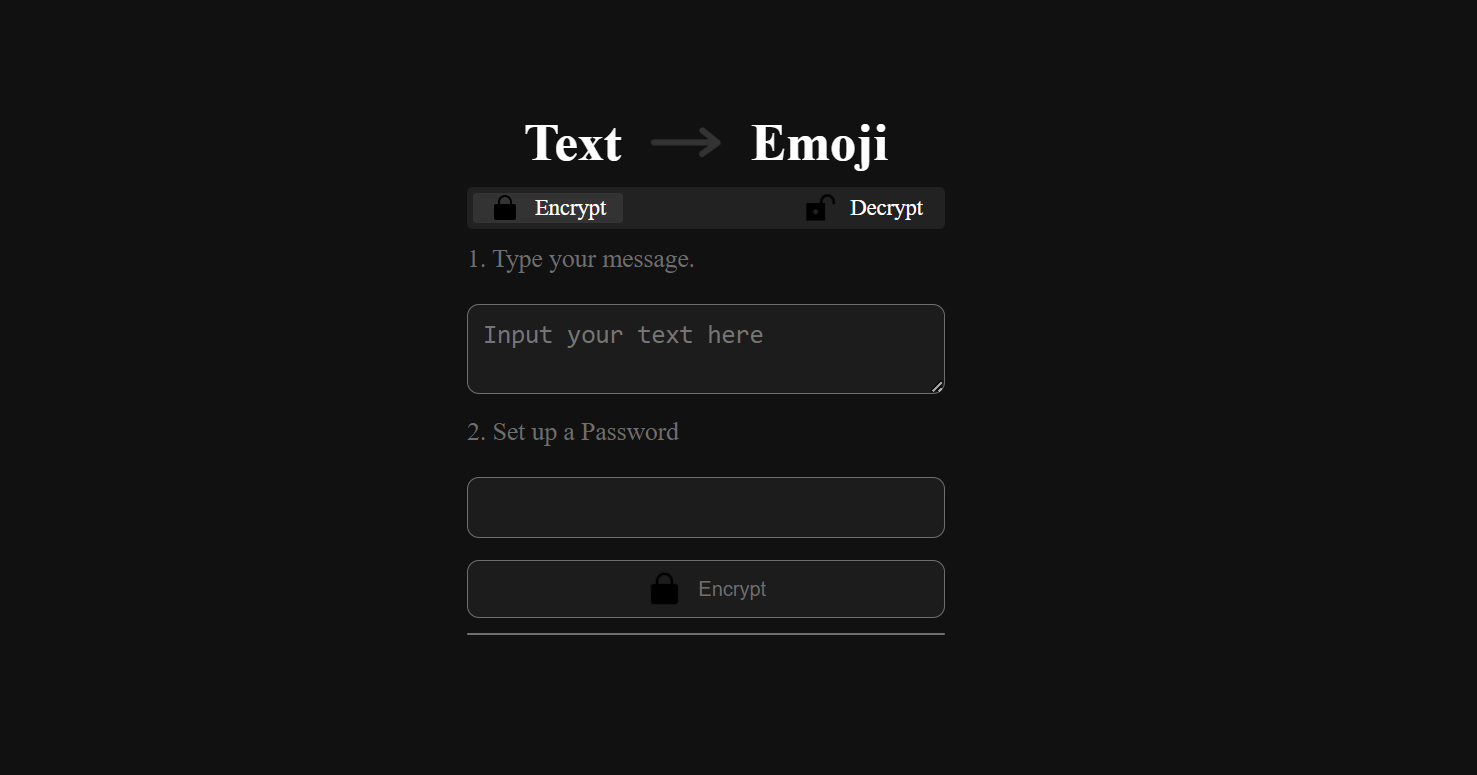 Text Emoji
Encrypt Decrypt
1. Type your message.
Input your text here
2. Set up a Password
Encrypt